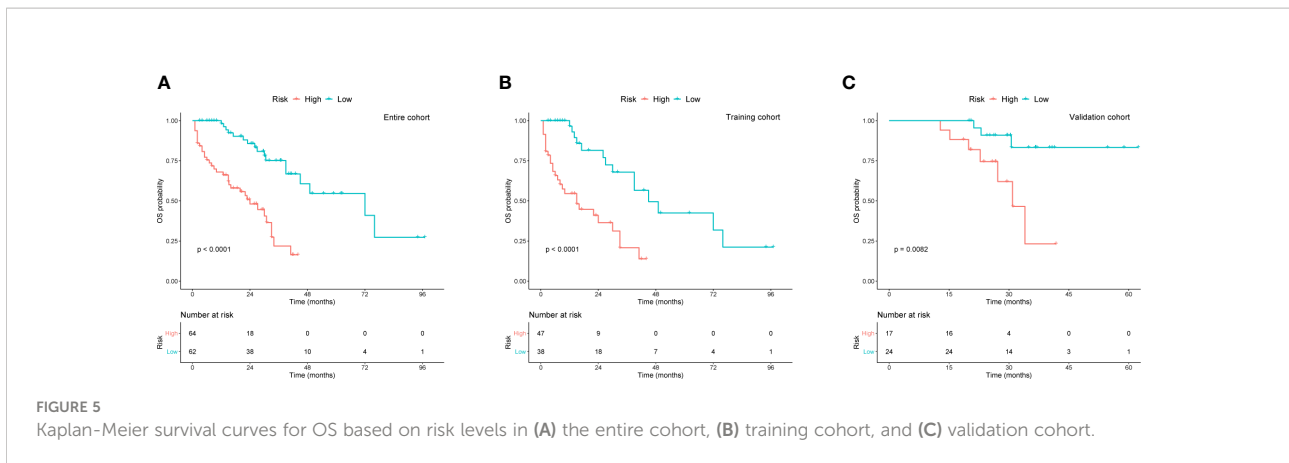 A
Risk High Low
Entire cohort
1.00
0.75
0.50
0.25
0.00
OS probability
p < 0.0001
0 24 48 72 96
Time (months)
Number at risk
Risk
High 64 18 0 0 0
Low 62 38 10 4 1
0 24 48 72 96
Time (months)
B
Risk High Low
Training cohort
1.00
0.75
0.50
0.25
0.00
OS probability
p < 0.0001
0 24 48 72 96
Time (months)
Number at risk
Risk
High 47 9 0 0 0
Low 38 18 7 4 1
0 24 48 72 96
Time (months)
C
Risk High Low
Validation cohort
1.00
0.75
0.50
0.25
0.00
OS probability
p = 0.0082
0 15 30 45 60
Time (months)
Number at risk
Risk
High 17 16 4 0 0
Low 24 24 14 3 1
0 15 30 45 60
Time (months)
FIGURE 5
Kaplan-Meier survival curves for OS based on risk levels in (A) the entire cohort, (B) training cohort, and (C) validation cohort.